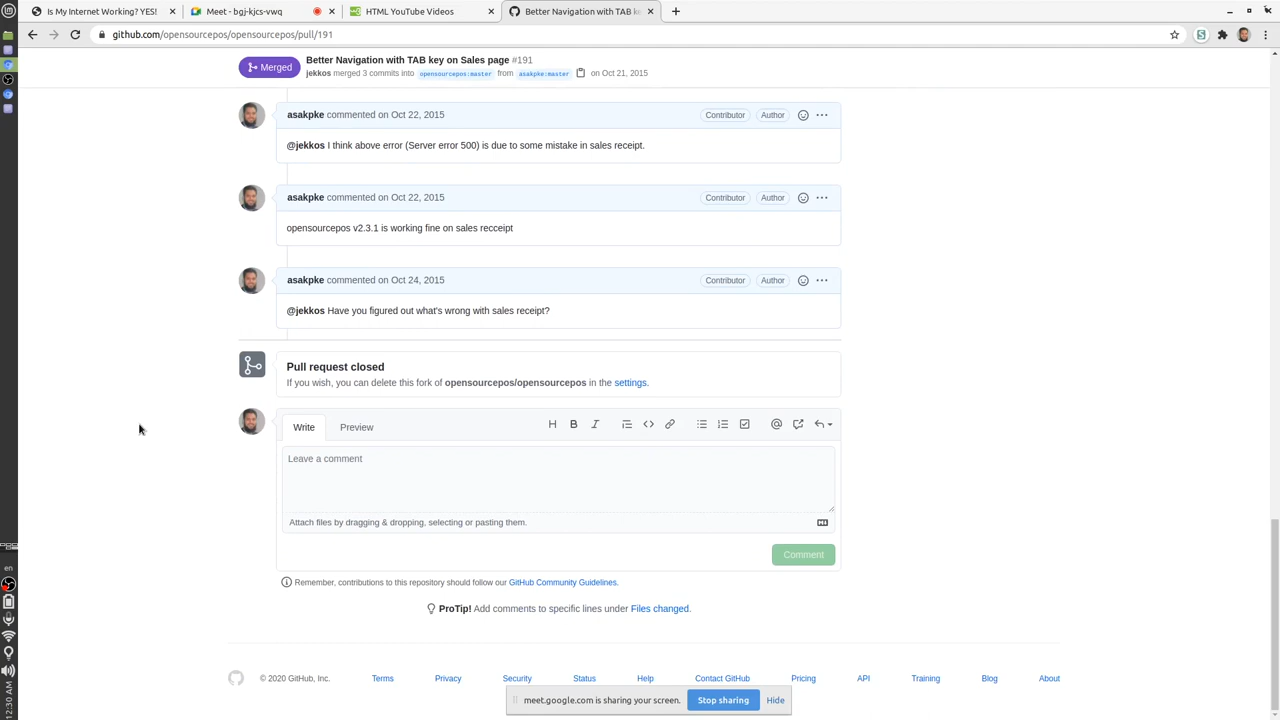 Is My Internet Working? YES!
Meet - bgj-kjcs-vwq
HTML YouTube Videos
Better Navigation with TAB ke
github.com/opensourcepos/opensourcepos/pull/191
Merged
Better Navigation with TAB key on Sales page #191
jekkos merged 3 commits into opensourcepos:master from asakpke:master on Oct 21, 2015
asakpke commented on Oct 22, 2015
Contributor
Author
@jekkos I think above error (Server error 500) is due to some mistake in sales receipt.
asakpke commented on Oct 22, 2015
Contributor
Author
opensourcepos v2.3.1 is working fine on sales recceipt
asakpke commented on Oct 24, 2015
Contributor
Author
@jekkos Have you figured out what's wrong with sales receipt?
Pull request closed
If you wish, you can delete this fork of opensourcepos/opensourcepos in the settings.
Write
Preview
Leave a comment
Attach files by dragging & dropping, selecting or pasting them.
Comment
Remember, contributions to this repository should follow our GitHub Community Guidelines.
ProTip! Add comments to specific lines under Files changed.
© 2020 GitHub, Inc.
Terms
Privacy
Security
Status
Help
Contact GitHub
Pricing
API
Training
Blog
About
meet.google.com is sharing your screen.
Stop sharing
Hide
en
12:30 AM